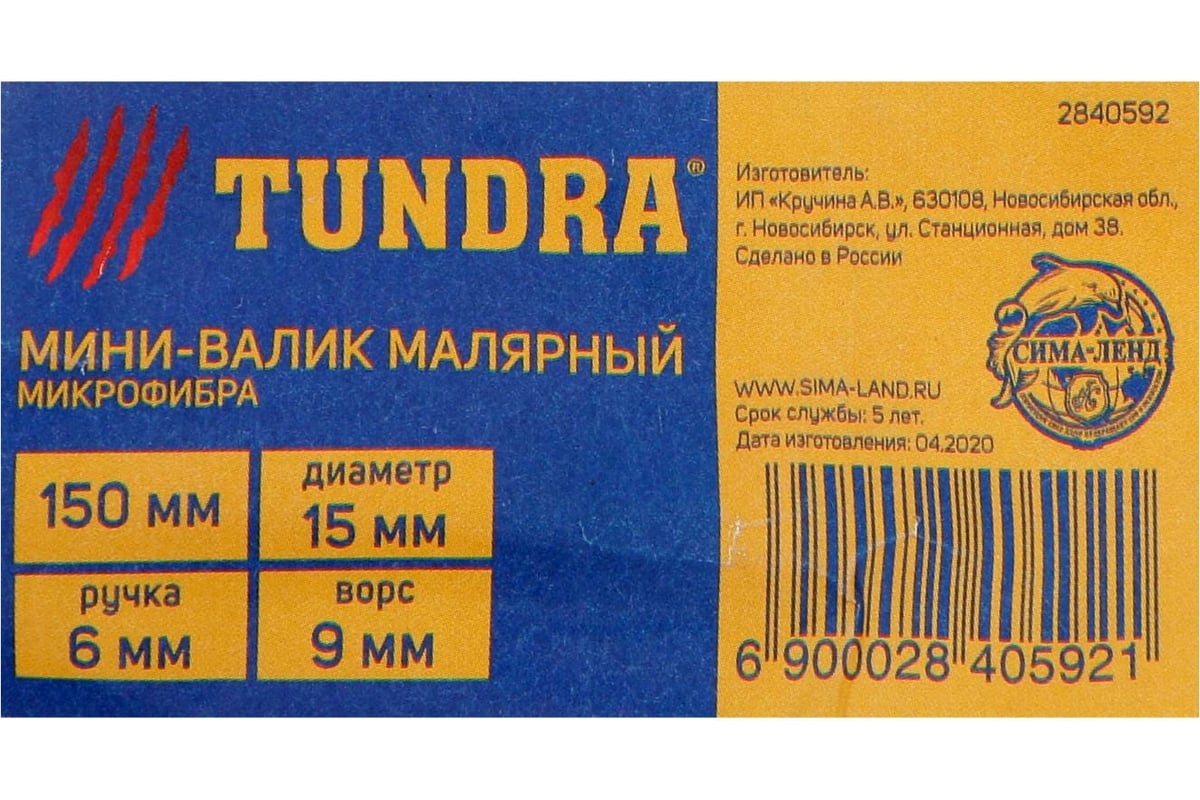 TUNDRA®
МИНИ-ВАЛИК МАЛЯРНЫЙ
МИКРОФИБРА
150 мм
диаметр
15 мм
ручка
6 мм
ворс
9 мм
2840592
Изготовитель:
ИП «Кручина А.В.», 630108, Новосибирская обл.,
г. Новосибирск, ул. Станционная, дом 38.
Сделано в России
СИМА-ЛЕНД
WWW.SIMA-LAND.RU
Срок службы: 5 лет.
Дата изготовления: 04.2020
6 900028 405921